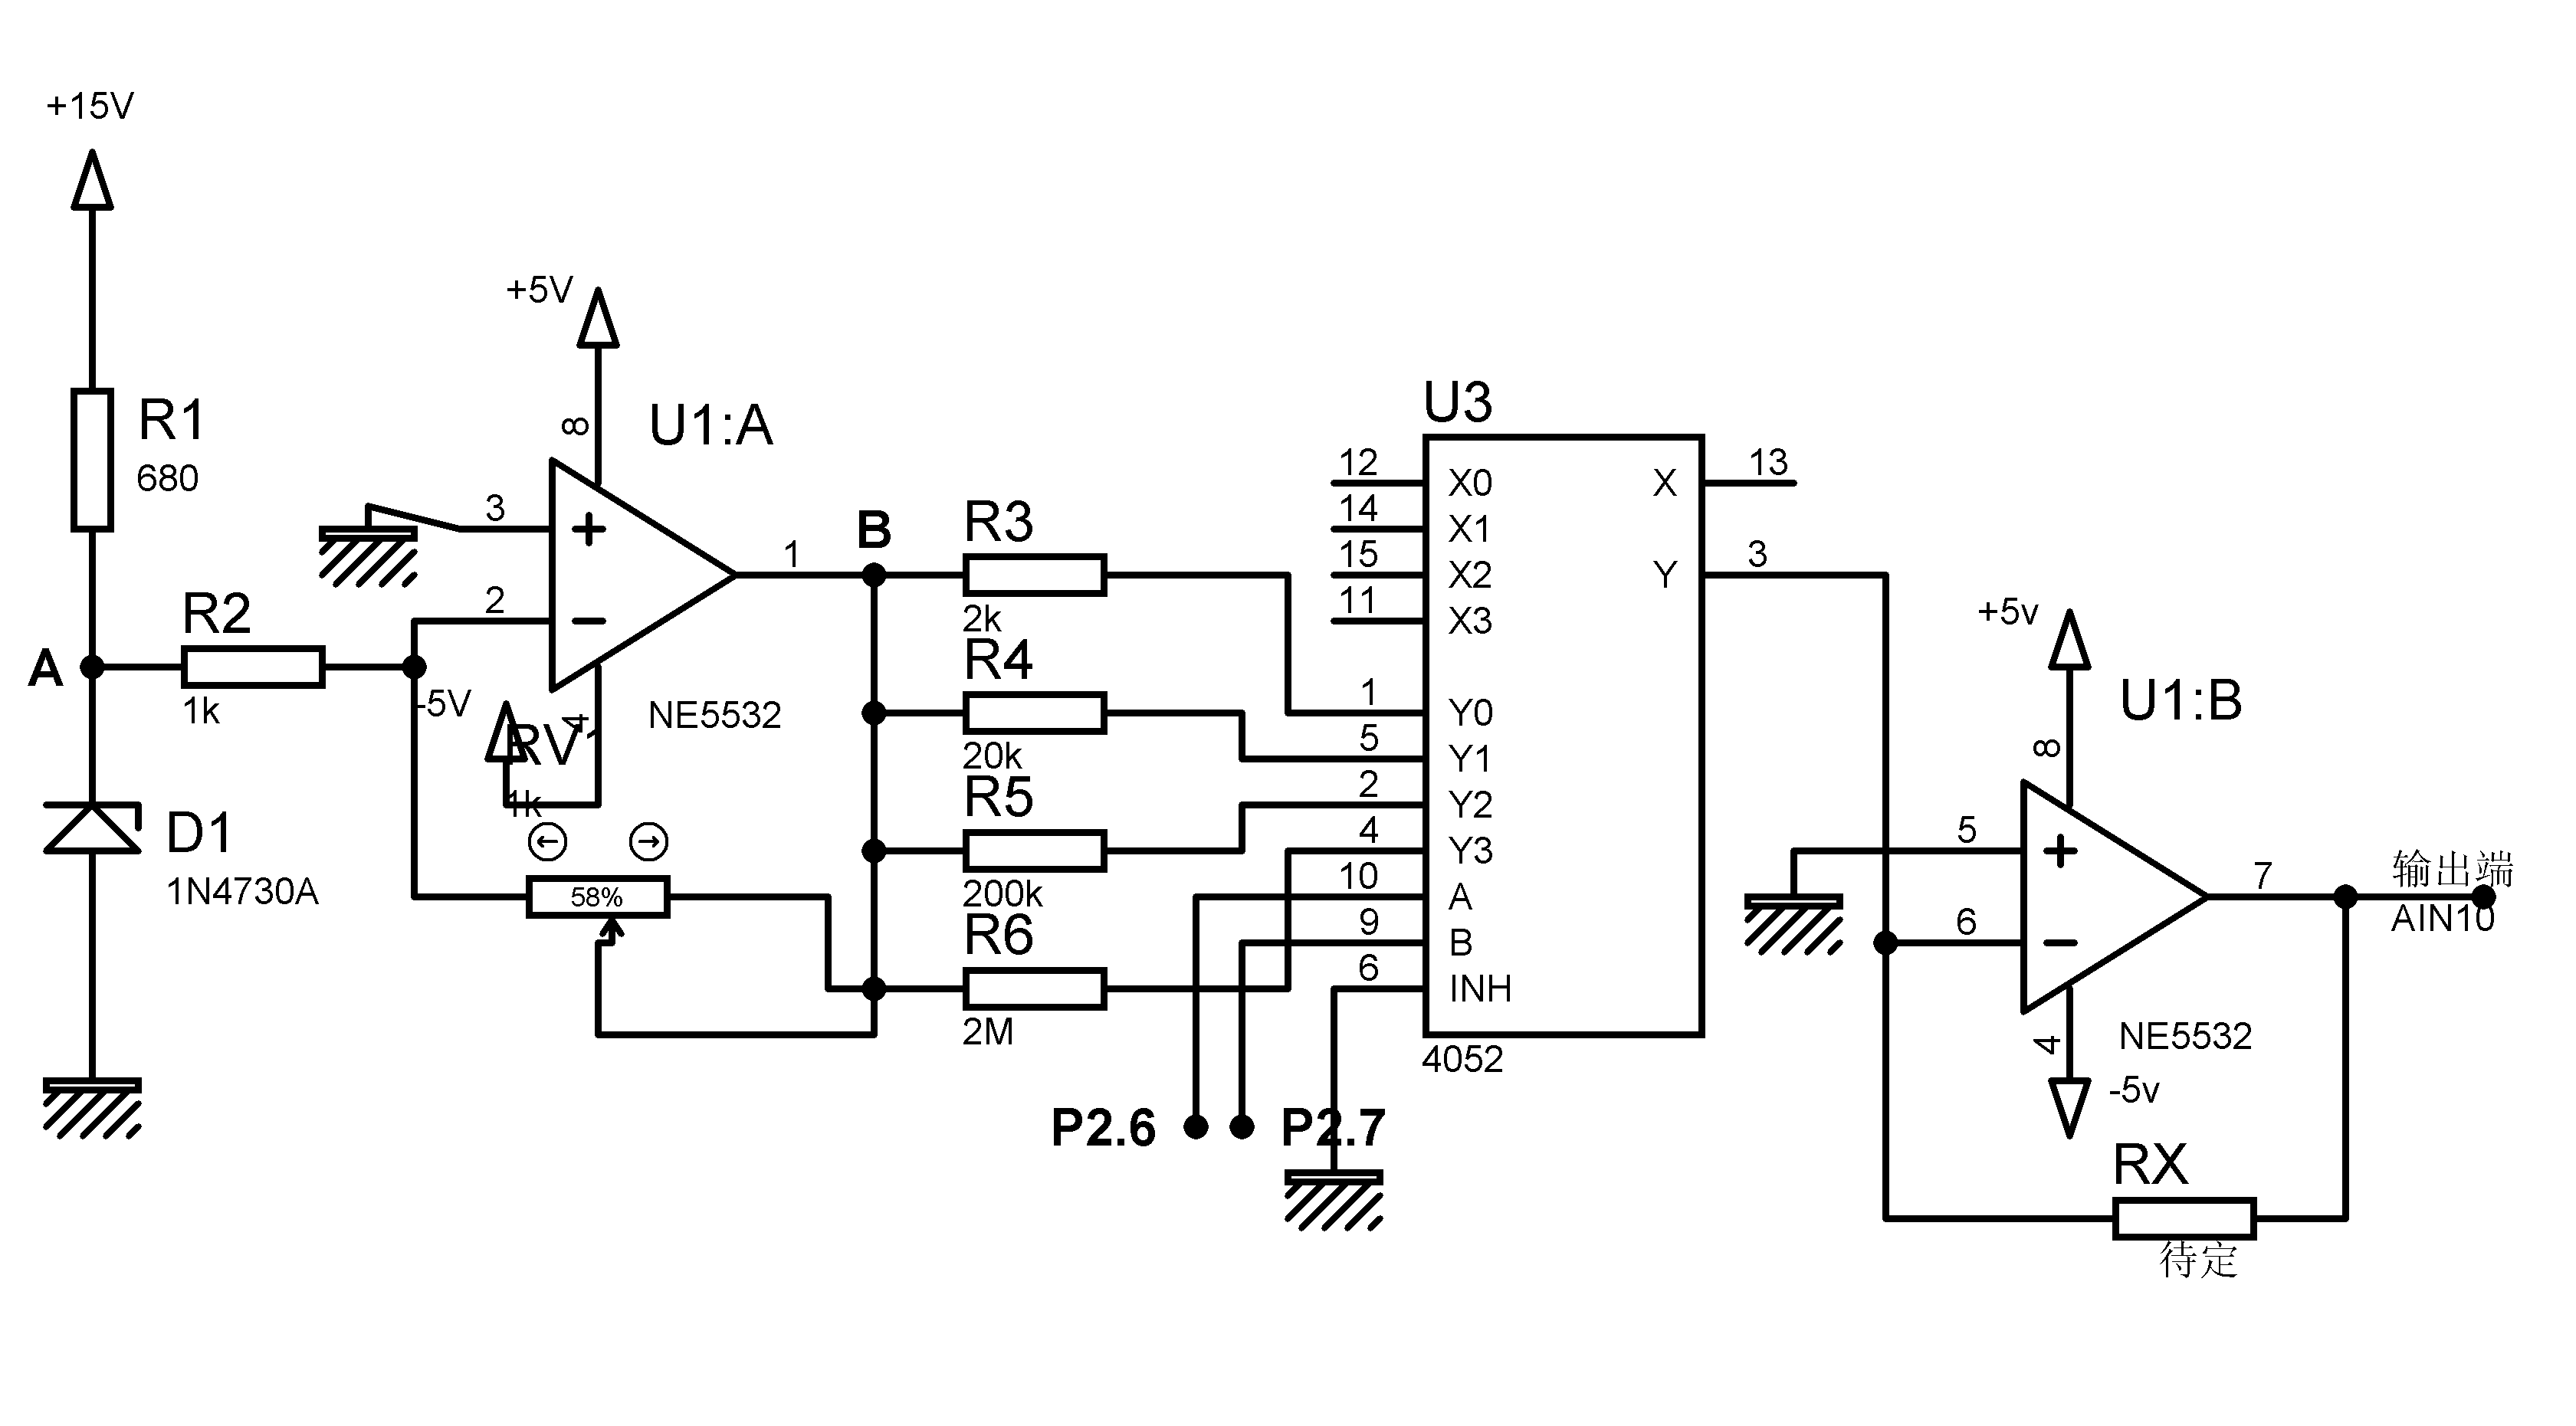 +15V
R1
680
A
R2
1k
D1
1N4730A
+5V
8
U1:A
3
2
1
4
-5V
NE5532
RV1
1k
58%
B
R3
2k
R4
20k
R5
200k
R6
2M
P2.6
P2.7
U3
12
14
15
11
1
5
2
4
10
9
6
X0
X1
X2
X3
Y0
Y1
Y2
Y3
A
B
INH
X
Y
13
3
4052
+5v
8
U1:B
5
6
7
4
NE5532
-5v
输出端
AIN10
RX
待定